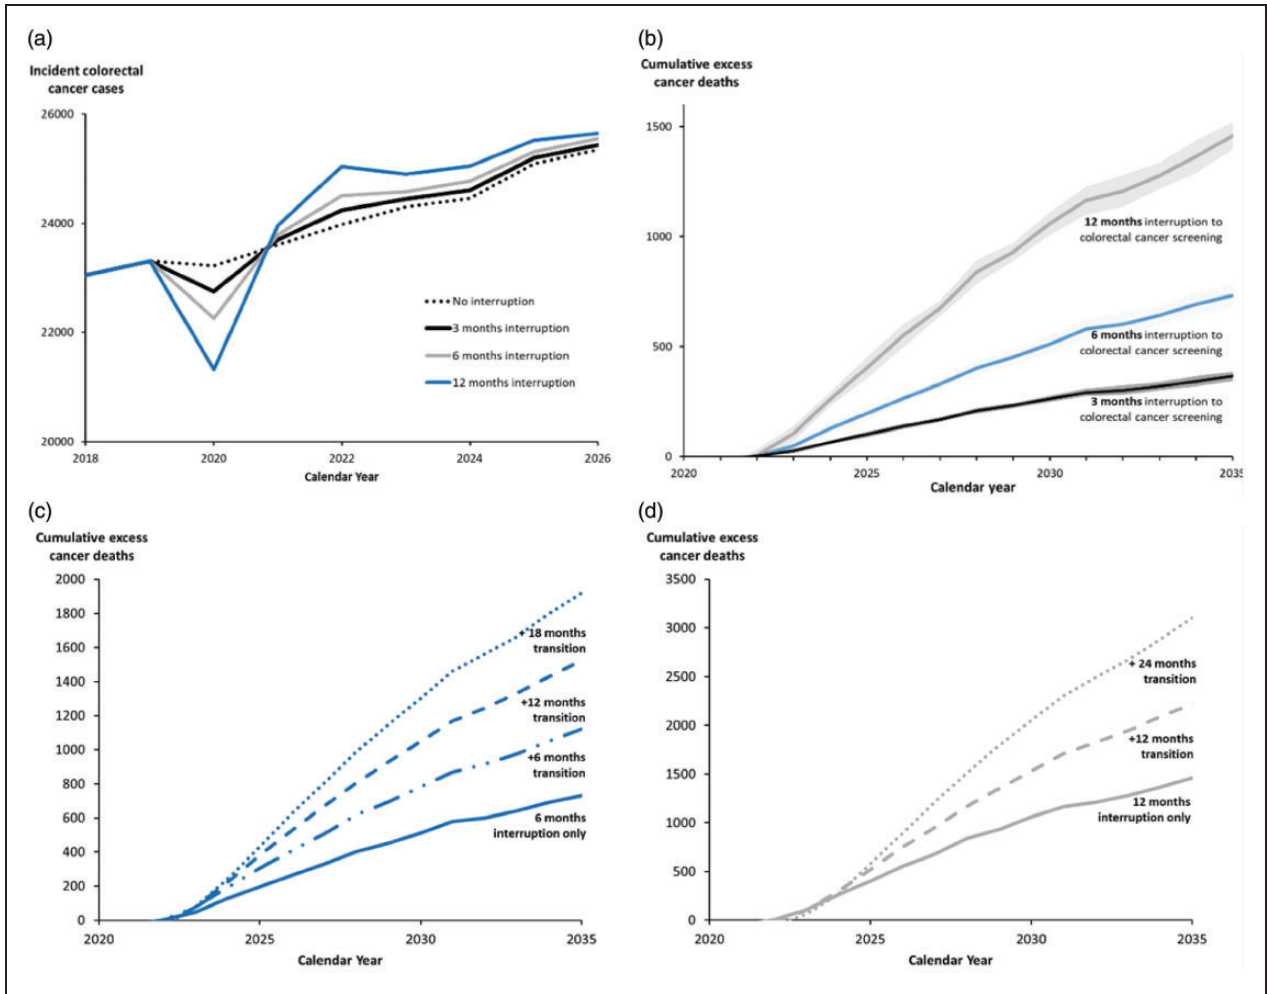 (a)
Incident colorectal
cancer cases
26000
24000
22000
20000
No interruption
3 months interruption
6 months interruption
12 months interruption
2018
2020
2022
2024
2026
Calendar Year
(b)
Cumulative excess
cancer deaths
1500
1000
500
0
12 months interruption to
colorectal cancer screening
6 months interruption to
colorectal cancer screening
3 months interruption to
colorectal cancer screening
2020
2025
2030
2035
Calendar year
(c)
Cumulative excess
cancer deaths
2000
1800
1600
1400
1200
1000
800
600
400
200
0
+ 18 months
transition
+12 months
transition
+6 months
transition
6 months
interruption only
2020
2025
2030
2035
Calendar Year
(d)
Cumulative excess
cancer deaths
3500
3000
2500
2000
1500
1000
500
0
+ 24 months
transition
+12 months
transition
12 months
interruption only
2020
2025
2030
2035
Calendar Year